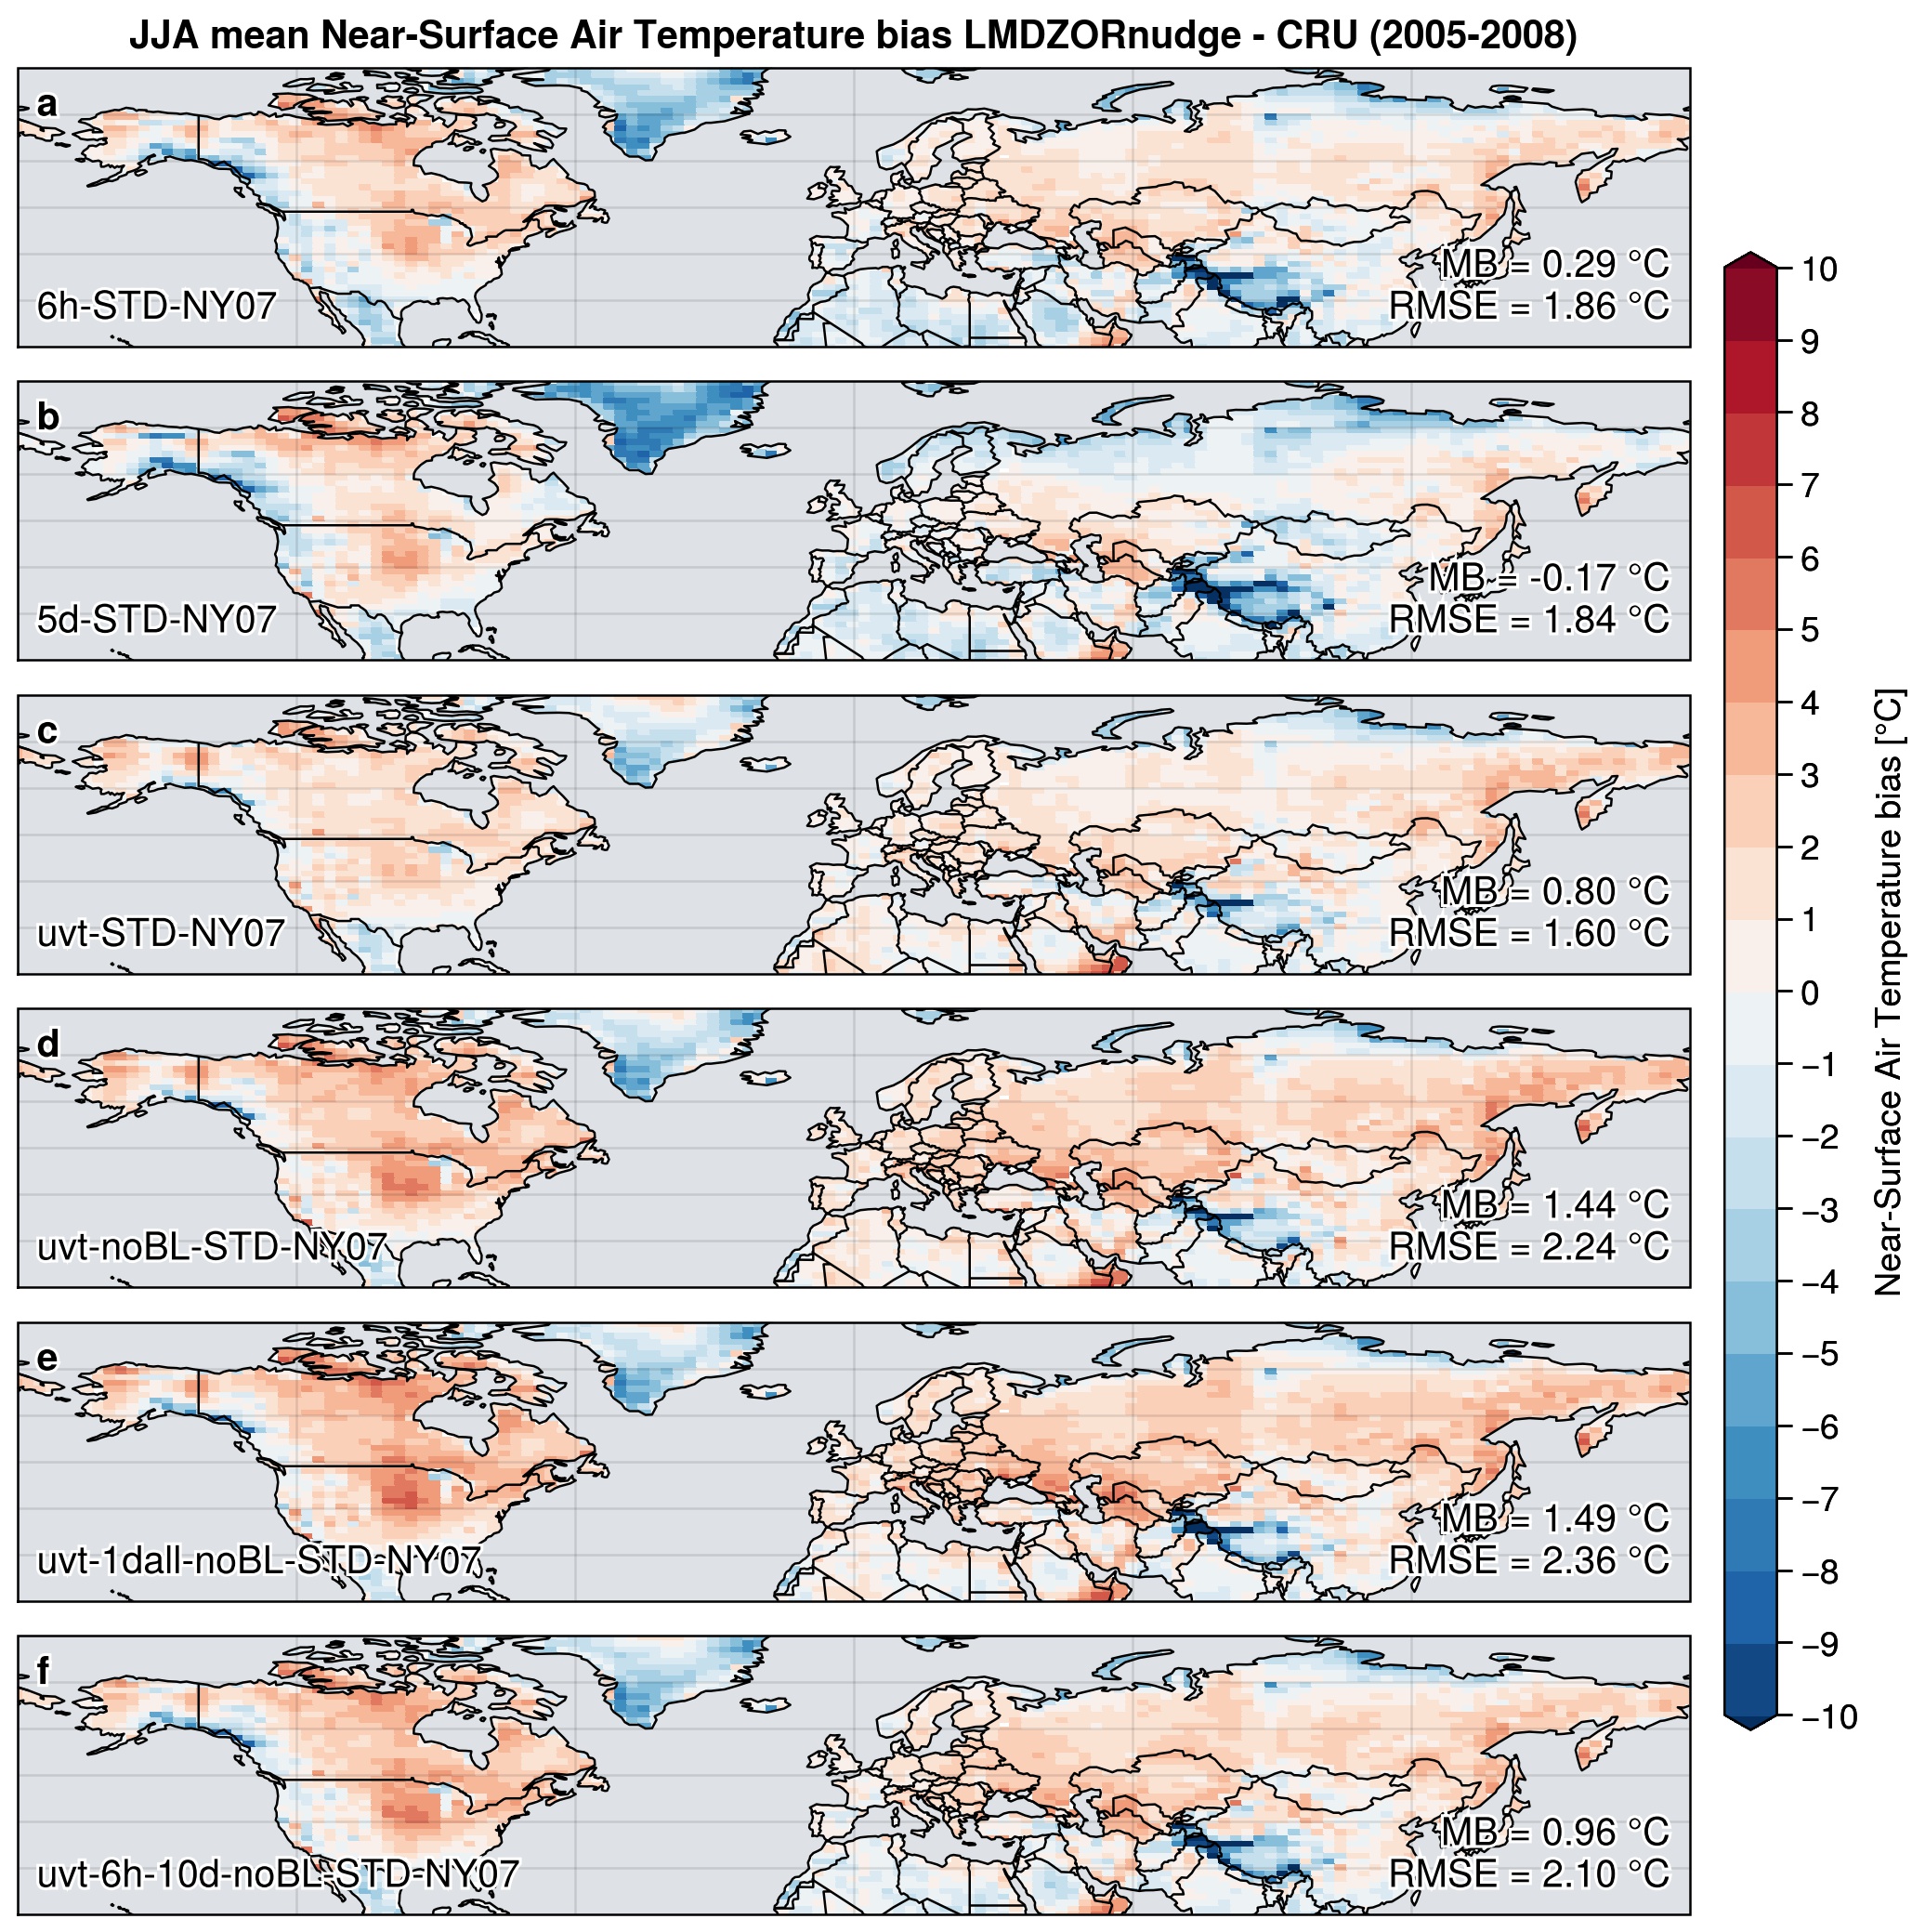 JJA mean Near-Surface Air Temperature bias LMDZORnudge - CRU (2005-2008)
a
6h-STD-NY07
MB = 0.29 °C
RMSE = 1.86 °C
b
5d-STD-NY07
MB = -0.17 °C
RMSE = 1.84 °C
c
uvt-STD-NY07
MB = 0.80 °C
RMSE = 1.60 °C
d
uvt-noBL-STD-NY07
MB = 1.44 °C
RMSE = 2.24 °C
e
uvt-1dall-noBL-STD-NY07
MB = 1.49 °C
RMSE = 2.36 °C
f
uvt-6h-10d-noBL-STD-NY07
MB = 0.96 °C
RMSE = 2.10 °C
10
9
8
7
6
5
4
3
2
1
0
−1
−2
−3
−4
−5
−6
−7
−8
−9
−10
Near-Surface Air Temperature bias [°C]